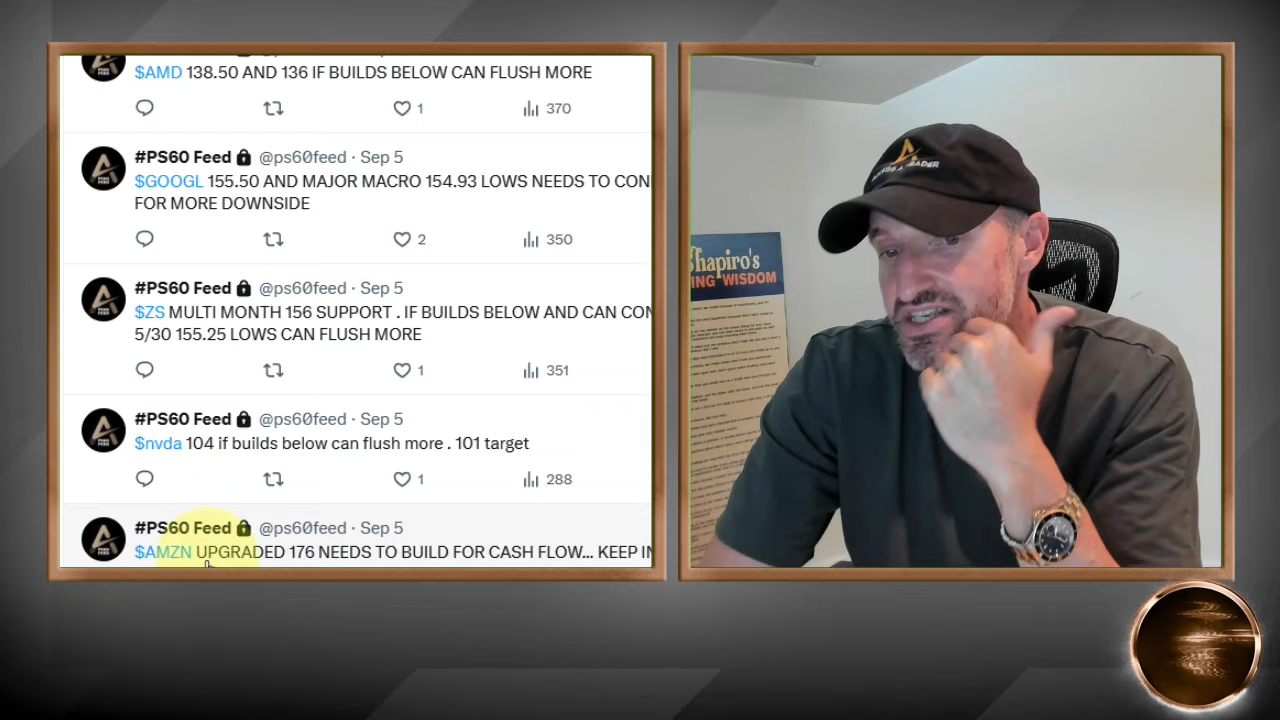 $AMD 138.50 AND 136 IF BUILDS BELOW CAN FLUSH MORE
1 370
#PS60 Feed @ps60feed · Sep 5
$GOOGL 155.50 AND MAJOR MACRO 154.93 LOWS NEEDS TO CON
FOR MORE DOWNSIDE
2 350
#PS60 Feed @ps60feed · Sep 5
$ZS MULTI MONTH 156 SUPPORT . IF BUILDS BELOW AND CAN CON
5/30 155.25 LOWS CAN FLUSH MORE
1 351
#PS60 Feed @ps60feed · Sep 5
$nvda 104 if builds below can flush more . 101 target
1 288
#PS60 Feed @ps60feed · Sep 5
$AMZN UPGRADED 176 NEEDS TO BUILD FOR CASH FLOW... KEEP IN
Shapiro's
ING WISDOM